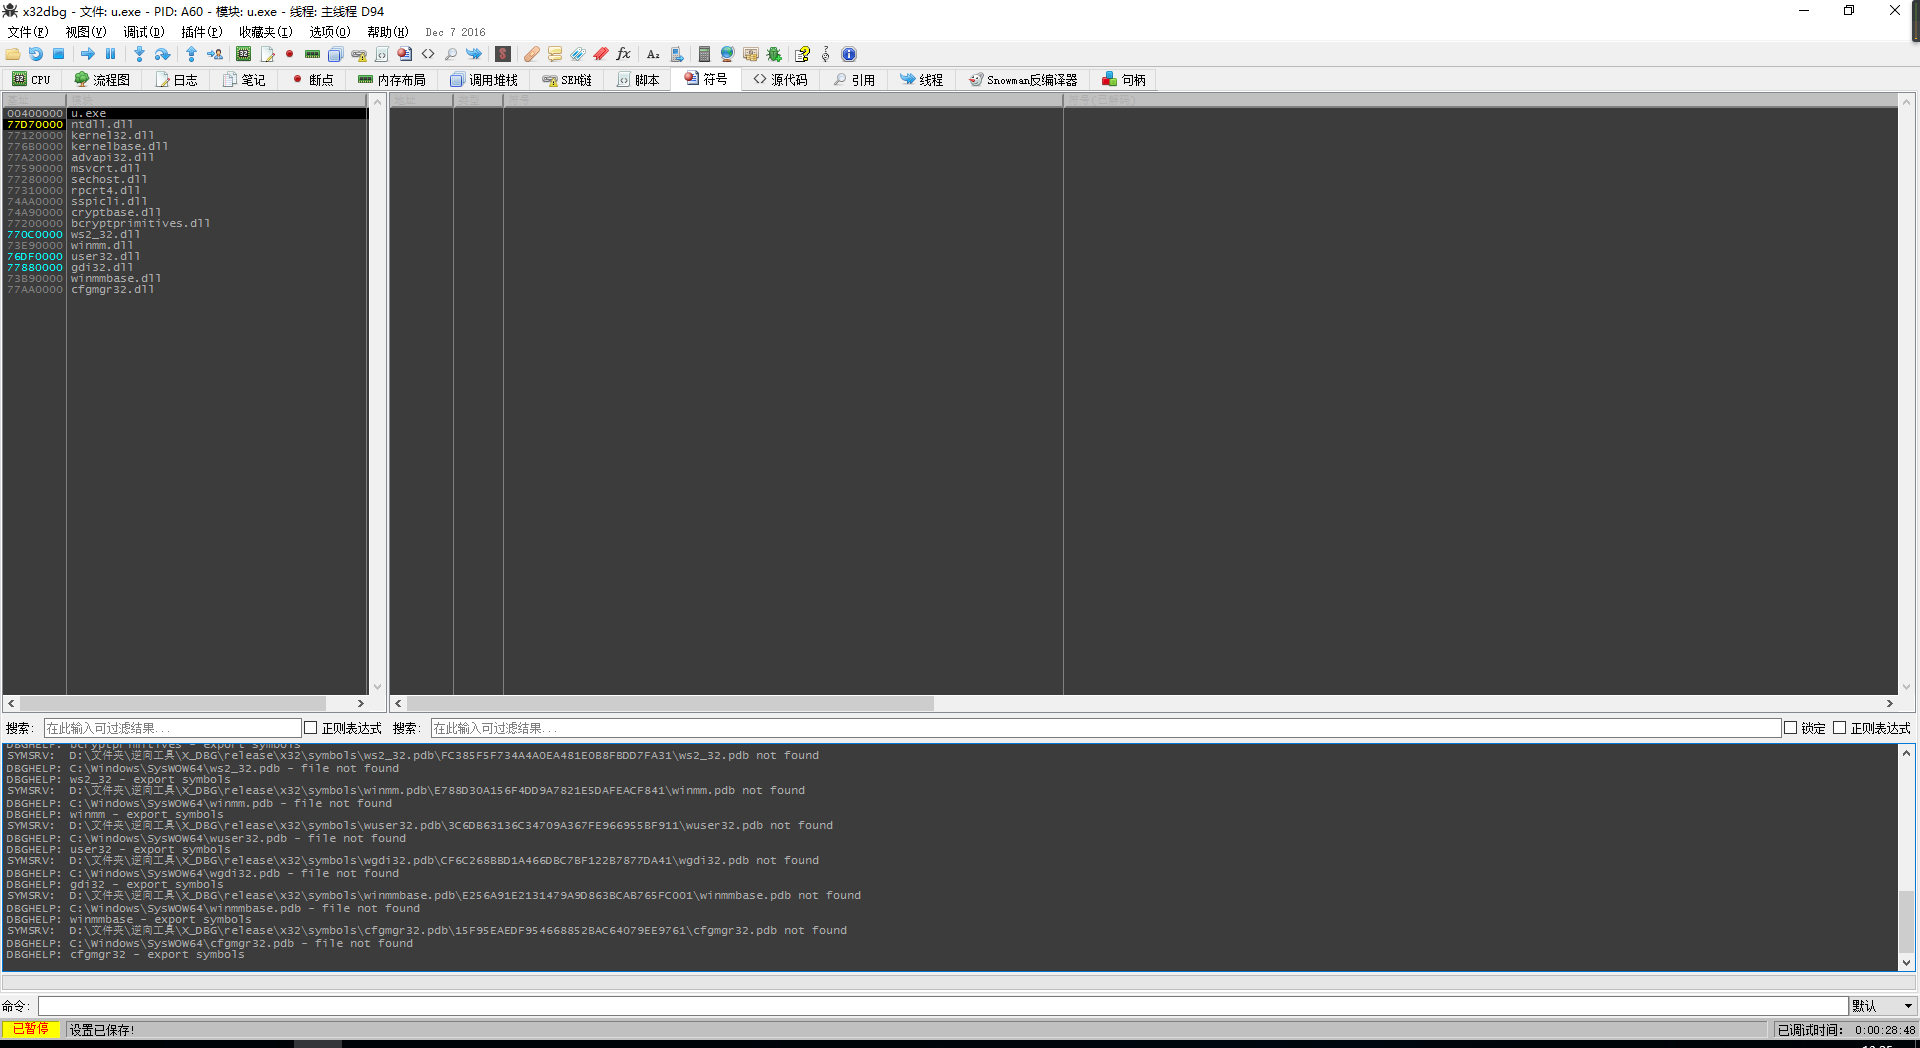 x32dbg - 文件: u.exe - PID: A60 - 模块: u.exe - 线程: 主线程 D94
文件(F) 视图(V) 调试(D) 插件(P) 收藏夹(I) 选项(O) 帮助(H) Dec 7 2016
CPU 流程图 日志 笔记 断点 内存布局 调用堆栈 SEH链 脚本 符号 源代码 引用 线程 Snowman反编译器 句柄
00400000 u.exe
77D70000 ntdll.dll
77120000 kernel32.dll
776B0000 kernelbase.dll
77A20000 advapi32.dll
77590000 msvcrt.dll
77280000 sechost.dll
77310000 rpcrt4.dll
74AA0000 sspicli.dll
74A90000 cryptbase.dll
77200000 bcryptprimitives.dll
770C0000 ws2_32.dll
73E90000 winmm.dll
76DF0000 user32.dll
77880000 gdi32.dll
73B90000 winmmbase.dll
77AA0000 cfgmgr32.dll
搜索: 在此输入可过滤结果... 正则表达式 搜索: 在此输入可过滤结果... 锁定 正则表达式
DBGHELP: bcryptprimitives - export symbols
SYMSRV: D:\文件夹\逆向工具\X_DBG\release\x32\symbols\ws2_32.pdb\FC385F5F734A4A0EA481E0B8FBDD7FA31\ws2_32.pdb not found
DBGHELP: C:\Windows\SysWOW64\ws2_32.pdb - file not found
DBGHELP: ws2_32 - export symbols
SYMSRV: D:\文件夹\逆向工具\X_DBG\release\x32\symbols\winmm.pdb\E788D30A156F4DD9A7821E5DAFEACF841\winmm.pdb not found
DBGHELP: C:\Windows\SysWOW64\winmm.pdb - file not found
DBGHELP: winmm - export symbols
SYMSRV: D:\文件夹\逆向工具\X_DBG\release\x32\symbols\wuser32.pdb\3C6DB63136C34709A367FE966955BF911\wuser32.pdb not found
DBGHELP: C:\Windows\SysWOW64\wuser32.pdb - file not found
DBGHELP: user32 - export symbols
SYMSRV: D:\文件夹\逆向工具\X_DBG\release\x32\symbols\wgdi32.pdb\CF6C268BBD1A466DBC7BF122B7877DA41\wgdi32.pdb not found
DBGHELP: C:\Windows\SysWOW64\wgdi32.pdb - file not found
DBGHELP: gdi32 - export symbols
SYMSRV: D:\文件夹\逆向工具\X_DBG\release\x32\symbols\winmmbase.pdb\E256A91E2131479A9D863BCAB765FC001\winmmbase.pdb not found
DBGHELP: C:\Windows\SysWOW64\winmmbase.pdb - file not found
DBGHELP: winmmbase - export symbols
SYMSRV: D:\文件夹\逆向工具\X_DBG\release\x32\symbols\cfgmgr32.pdb\15F95EAEDF954668852BAC64079EE9761\cfgmgr32.pdb not found
DBGHELP: C:\Windows\SysWOW64\cfgmgr32.pdb - file not found
DBGHELP: cfgmgr32 - export symbols
命令: 默认
已暂停 设置已保存! 已调试时间: 0:00:28:48